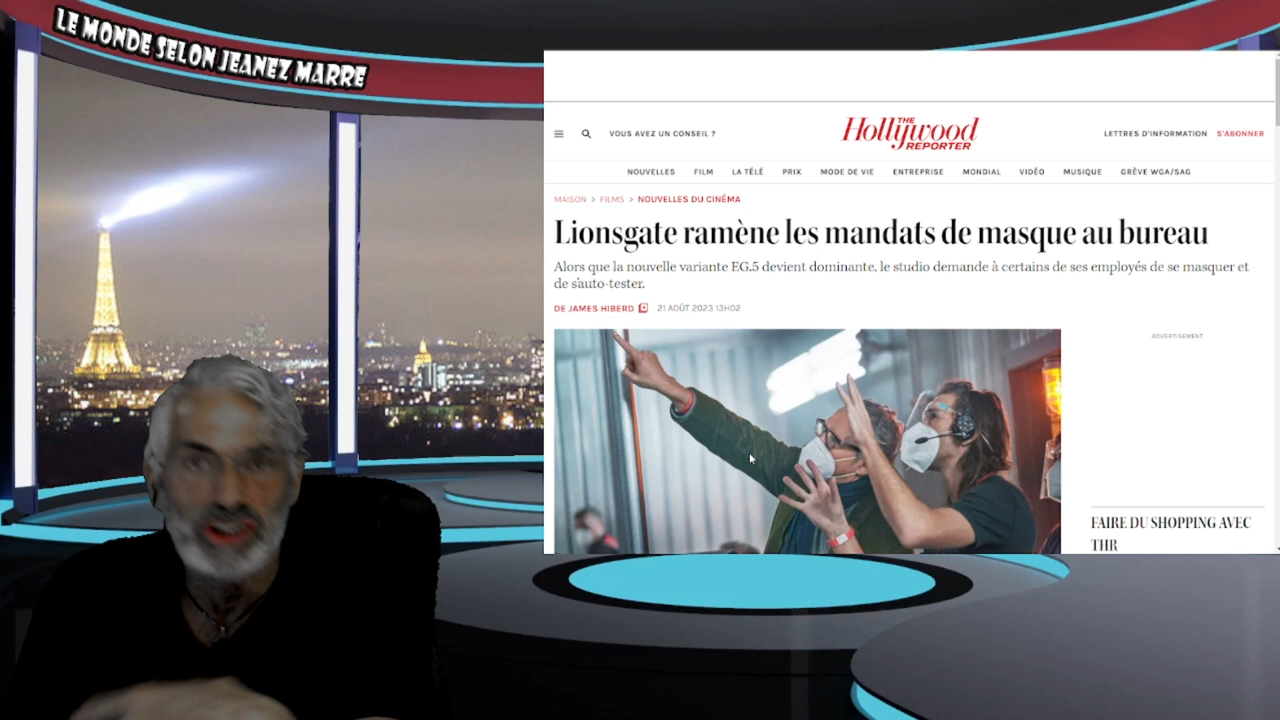 LE MONDE SELON JEANEZ MARRE
VOUS AVEZ UN CONSEIL ?
THE
Hollywood
REPORTER
LETTRES D'INFORMATION S'ABONNER
NOUVELLES FILM LA TÉLÉ PRIX MODE DE VIE ENTREPRISE MONDIAL VIDÉO MUSIQUE GRÈVE WGA/SAG
MAISON > FILMS > NOUVELLES DU CINÉMA
Lionsgate ramène les mandats de masque au bureau
Alors que la nouvelle variante EG.5 devient dominante, le studio demande à certains de ses employés de se masquer et
de s'auto-tester.
DE JAMES HIBERD 21 AOÛT 2023 13H02
ADVERTISEMENT
FAIRE DU SHOPPING AVEC
THR